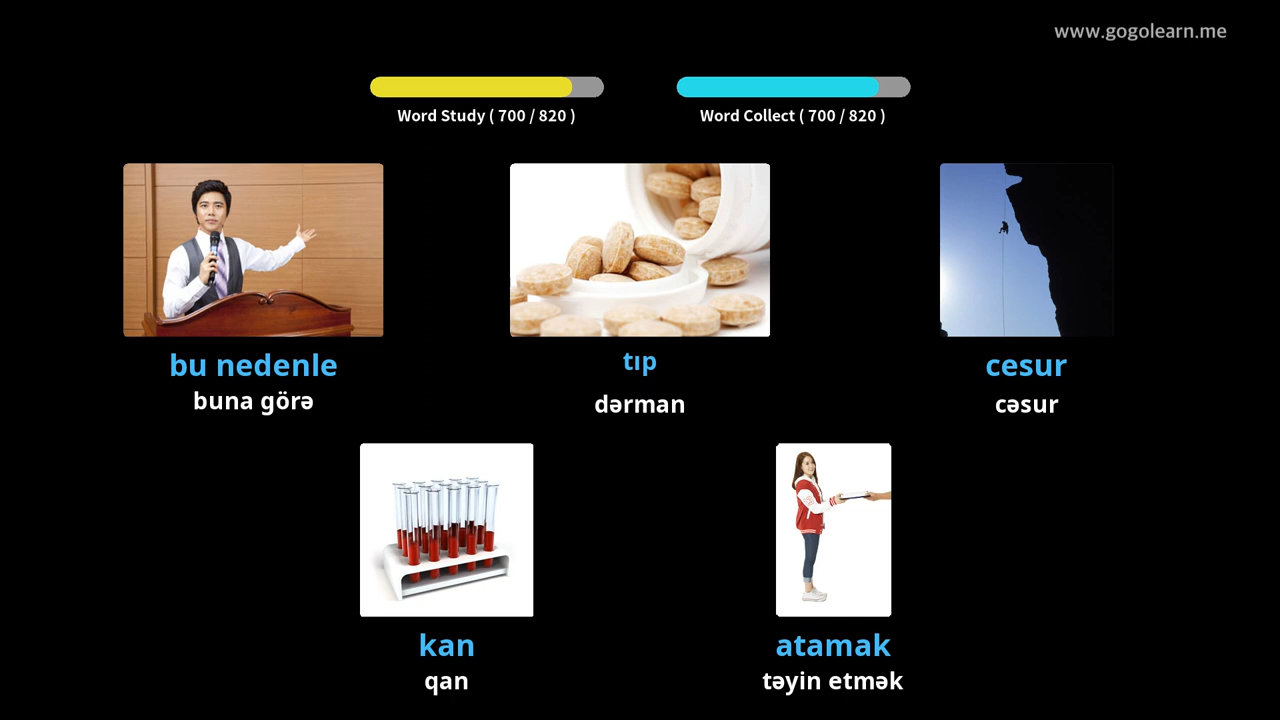 www.gogolearn.me
Word Study ( 700 / 820 )
Word Collect ( 700 / 820 )
bu nedenle
buna görə
tıp
dərman
cesur
cəsur
kan
qan
atamak
təyin etmək